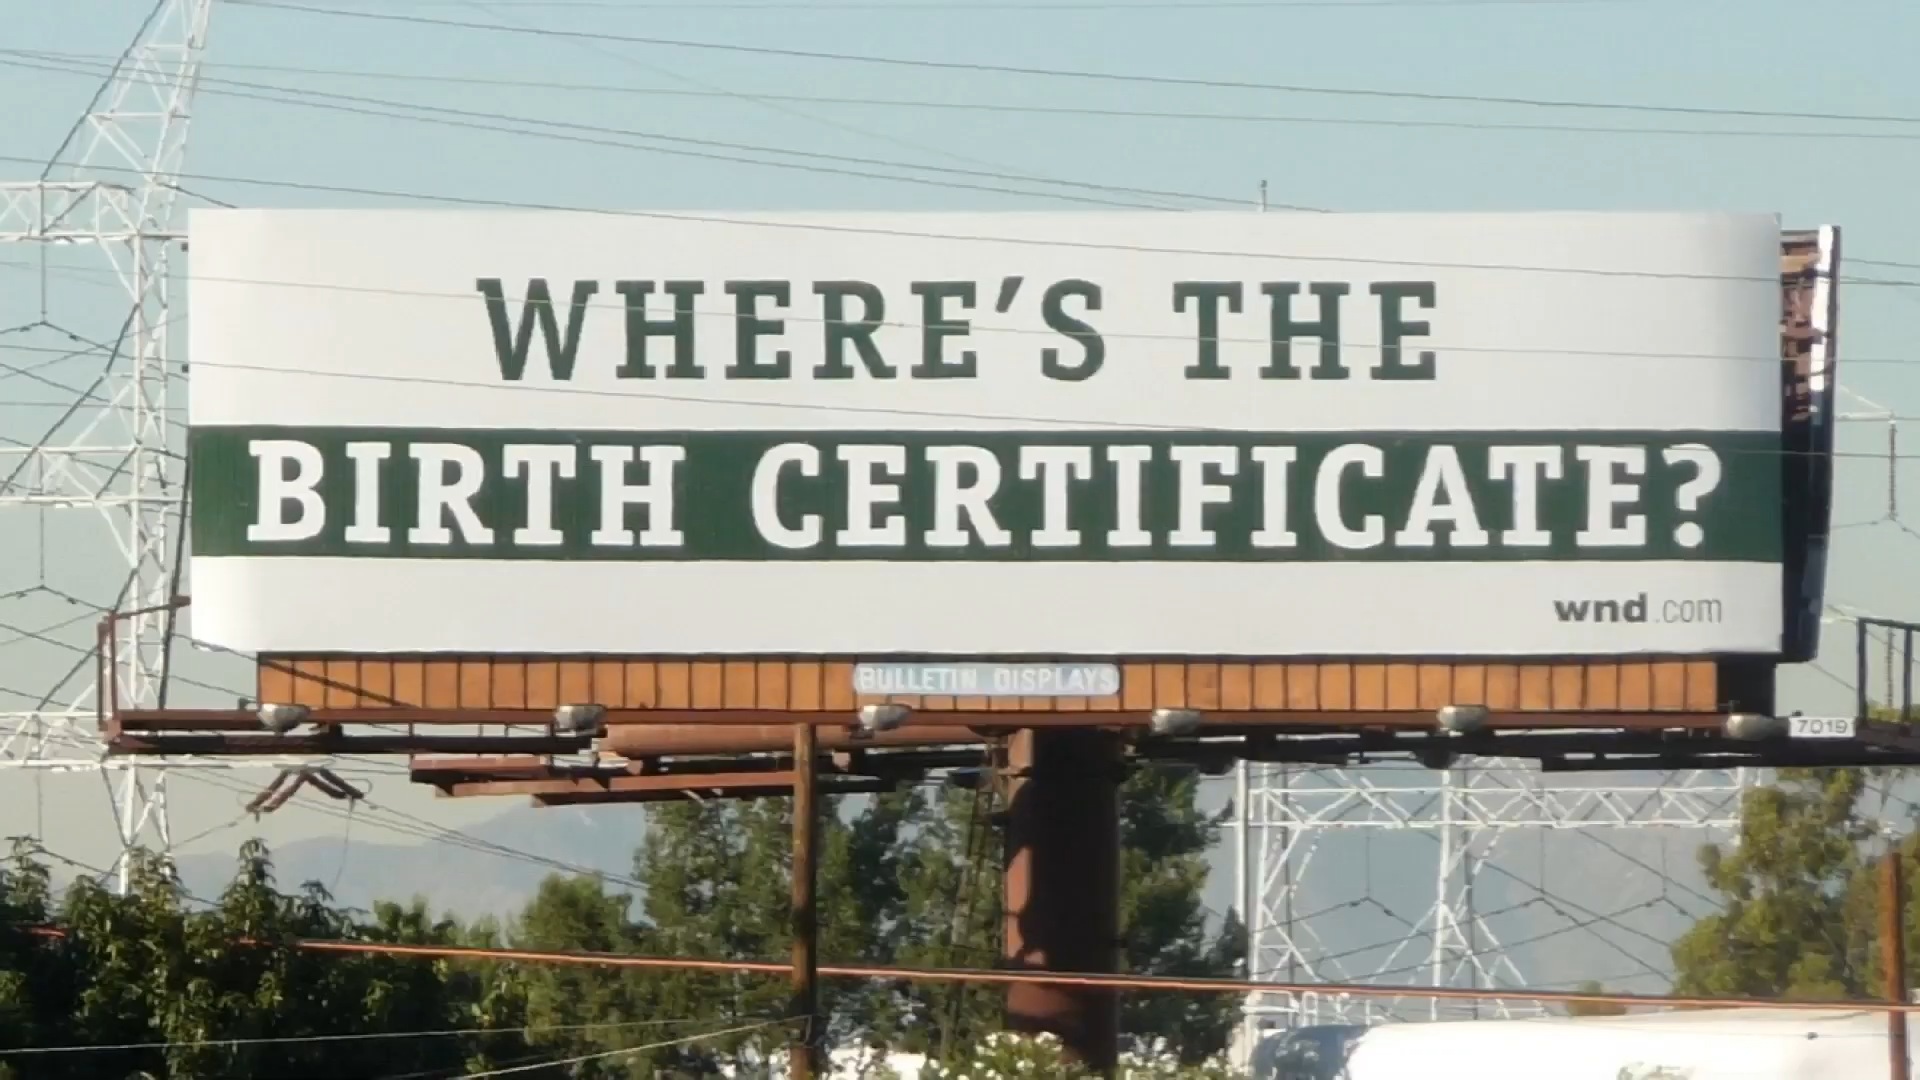 WHERE'S THE
BIRTH CERTIFICATE?
wnd.com
BULLETIN DISPLAYS
7019